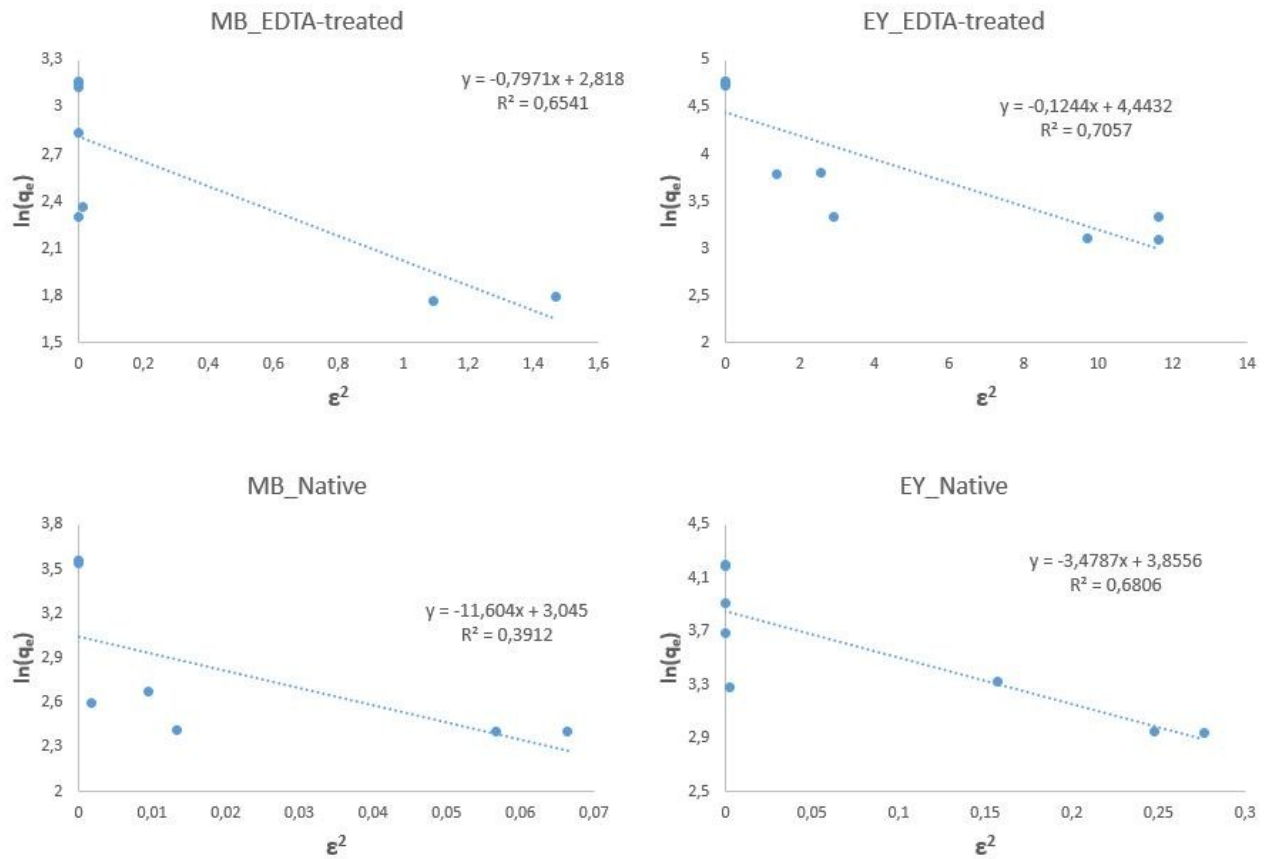 MB_EDTA-treated
3,3
3
2,7
2,4
2,1
1,8
1,5
ln(qₑ)
y = -0,7971x + 2,818
R² = 0,6541
0 0,2 0,4 0,6 0,8 1 1,2 1,4 1,6
ε²
EY_EDTA-treated
5
4,5
4
3,5
3
2,5
2
ln(qₑ)
y = -0,1244x + 4,4432
R² = 0,7057
0 2 4 6 8 10 12 14
ε²
MB_Native
3,8
3,5
3,2
2,9
2,6
2,3
2
ln(qₑ)
y = -11,604x + 3,045
R² = 0,3912
0 0,01 0,02 0,03 0,04 0,05 0,06 0,07
ε²
EY_Native
4,5
4,1
3,7
3,3
2,9
2,5
ln(qₑ)
y = -3,4787x + 3,8556
R² = 0,6806
0 0,05 0,1 0,15 0,2 0,25 0,3
ε²